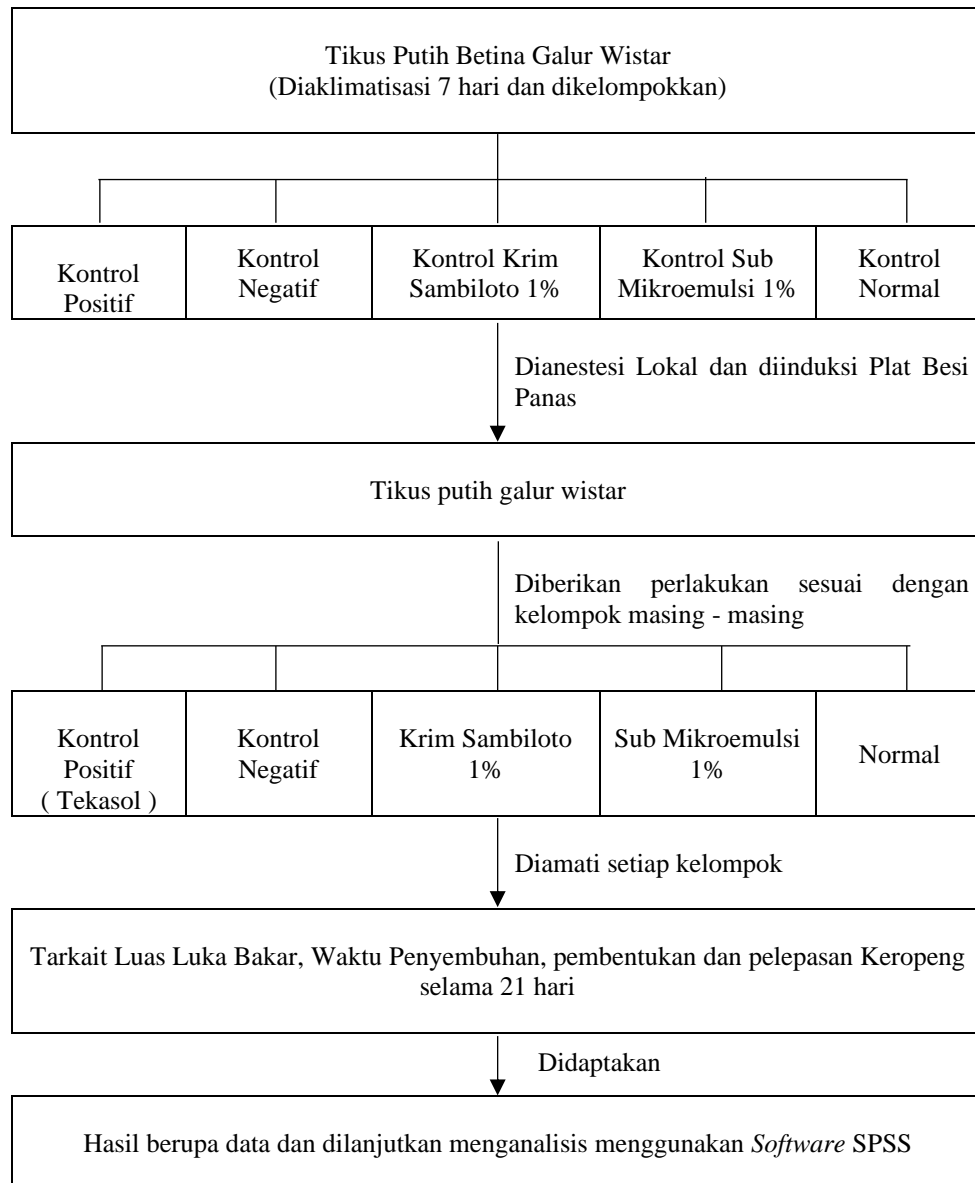 Tikus Putih Betina Galur Wistar
(Diaklimatisasi 7 hari dan dikelompokkan)
Kontrol
Positif
Kontrol
Negatif
Kontrol Krim
Sambiloto 1%
Kontrol Sub
Mikroemulsi 1%
Kontrol
Normal
Dianestesi Lokal dan diinduksi Plat Besi
Panas
Tikus putih galur wistar
Diberikan perlakukan sesuai dengan
kelompok masing - masing
Kontrol
Positif
( Tekasol )
Kontrol
Negatif
Krim Sambiloto
1%
Sub Mikroemulsi
1%
Normal
Diamati setiap kelompok
Tarkait Luas Luka Bakar, Waktu Penyembuhan, pembentukan dan pelepasan Keropeng
selama 21 hari
Didaptakan
Hasil berupa data dan dilanjutkan menganalisis menggunakan Software SPSS